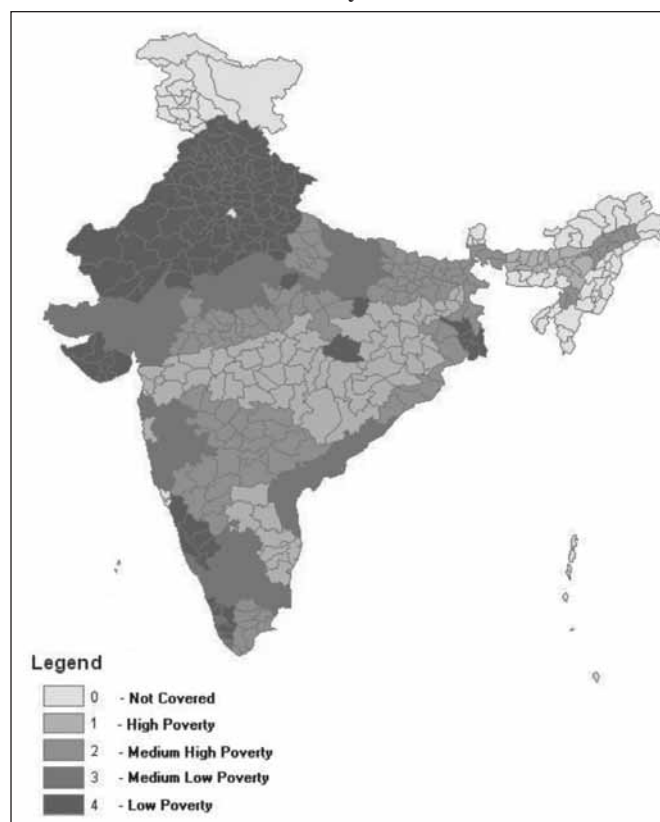 Legend
0 - Not Covered
1 - High Poverty
2 - Medium High Poverty
3 - Medium Low Poverty
4 - Low Poverty